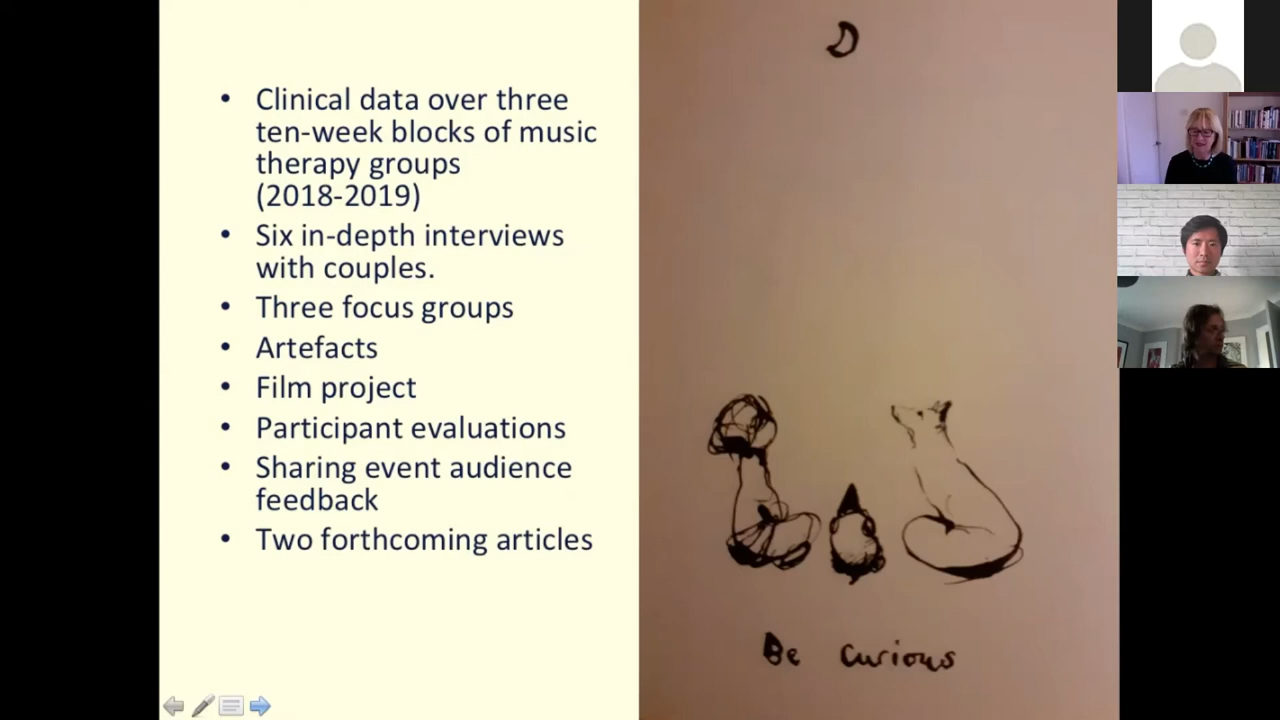 • Clinical data over three
ten-week blocks of music
therapy groups
(2018-2019)
• Six in-depth interviews
with couples.
• Three focus groups
• Artefacts
• Film project
• Participant evaluations
• Sharing event audience
feedback
• Two forthcoming articles
Be Curious